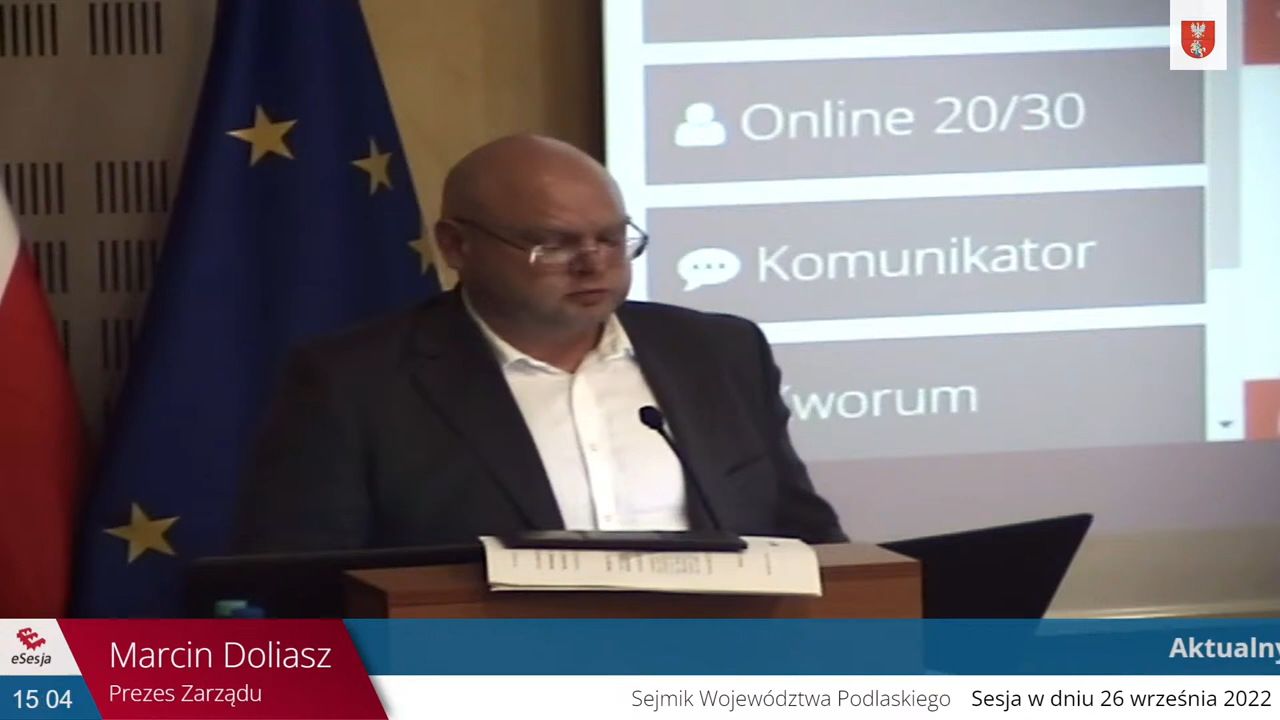 Online 20/30
Komunikator
worum
Aktualny
eSesja
Marcin Doliasz
15 04
Prezes Zarządu
Sejmik Województwa Podlaskiego
Sesja w dniu 26 września 2022